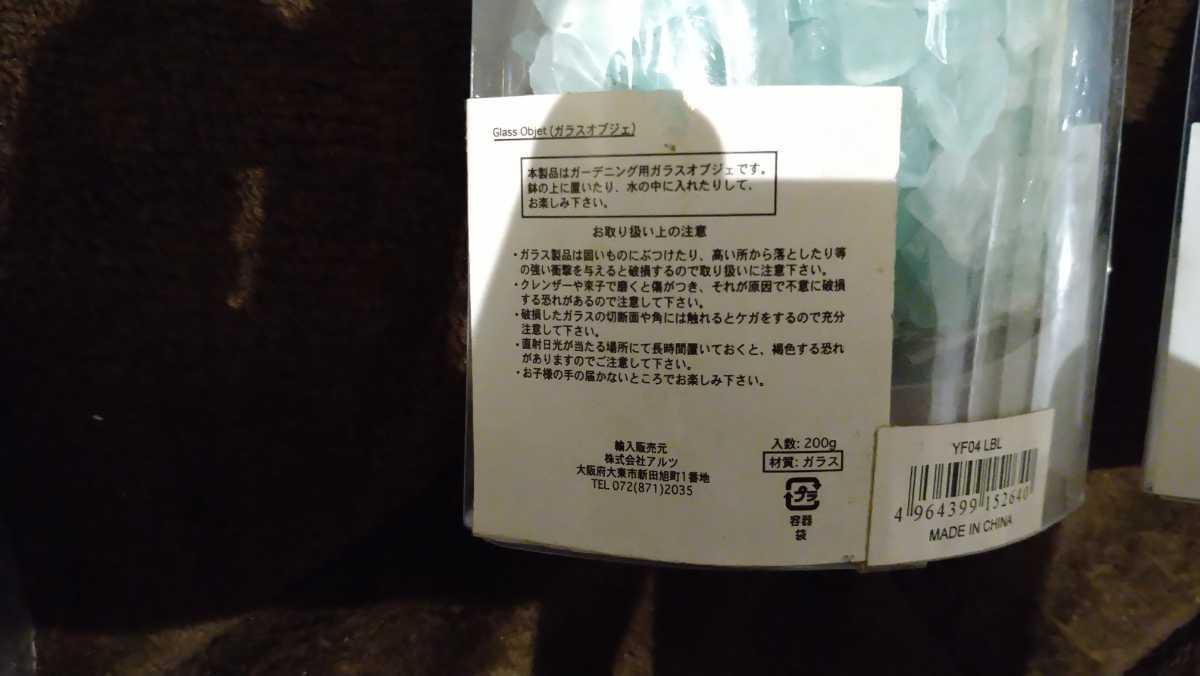 Glass Objet (ガラスオブジェ)
本製品はガーデニング用ガラスオブジェです。
鉢の上に置いたり、水の中に入れたりして、
お楽しみ下さい。
お取り扱い上の注意
・ガラス製品は固いものにぶつけたり、高い所から落としたり等
の強い衝撃を与えると破損するので取り扱いに注意下さい。
・クレンザーや束子で磨くと傷がつき、それが原因で不意に破損
する恐れがあるので注意して下さい。
・破損したガラスの切断面や角には触れるとケガをするので充分
注意して下さい。
・直射日光が当たる場所にて長時間置いておくと、褐色する恐れ
がありますのでご注意して下さい。
・お子様の手の届かないところでお楽しみ下さい。
輸入販売元
株式会社アルツ
大阪府大東市新田旭町1番地
TEL 072(871)2035
入数: 200g
材質: ガラス
プラ
容器
袋
YF04 LBL
4 964399 152640
MADE IN CHINA